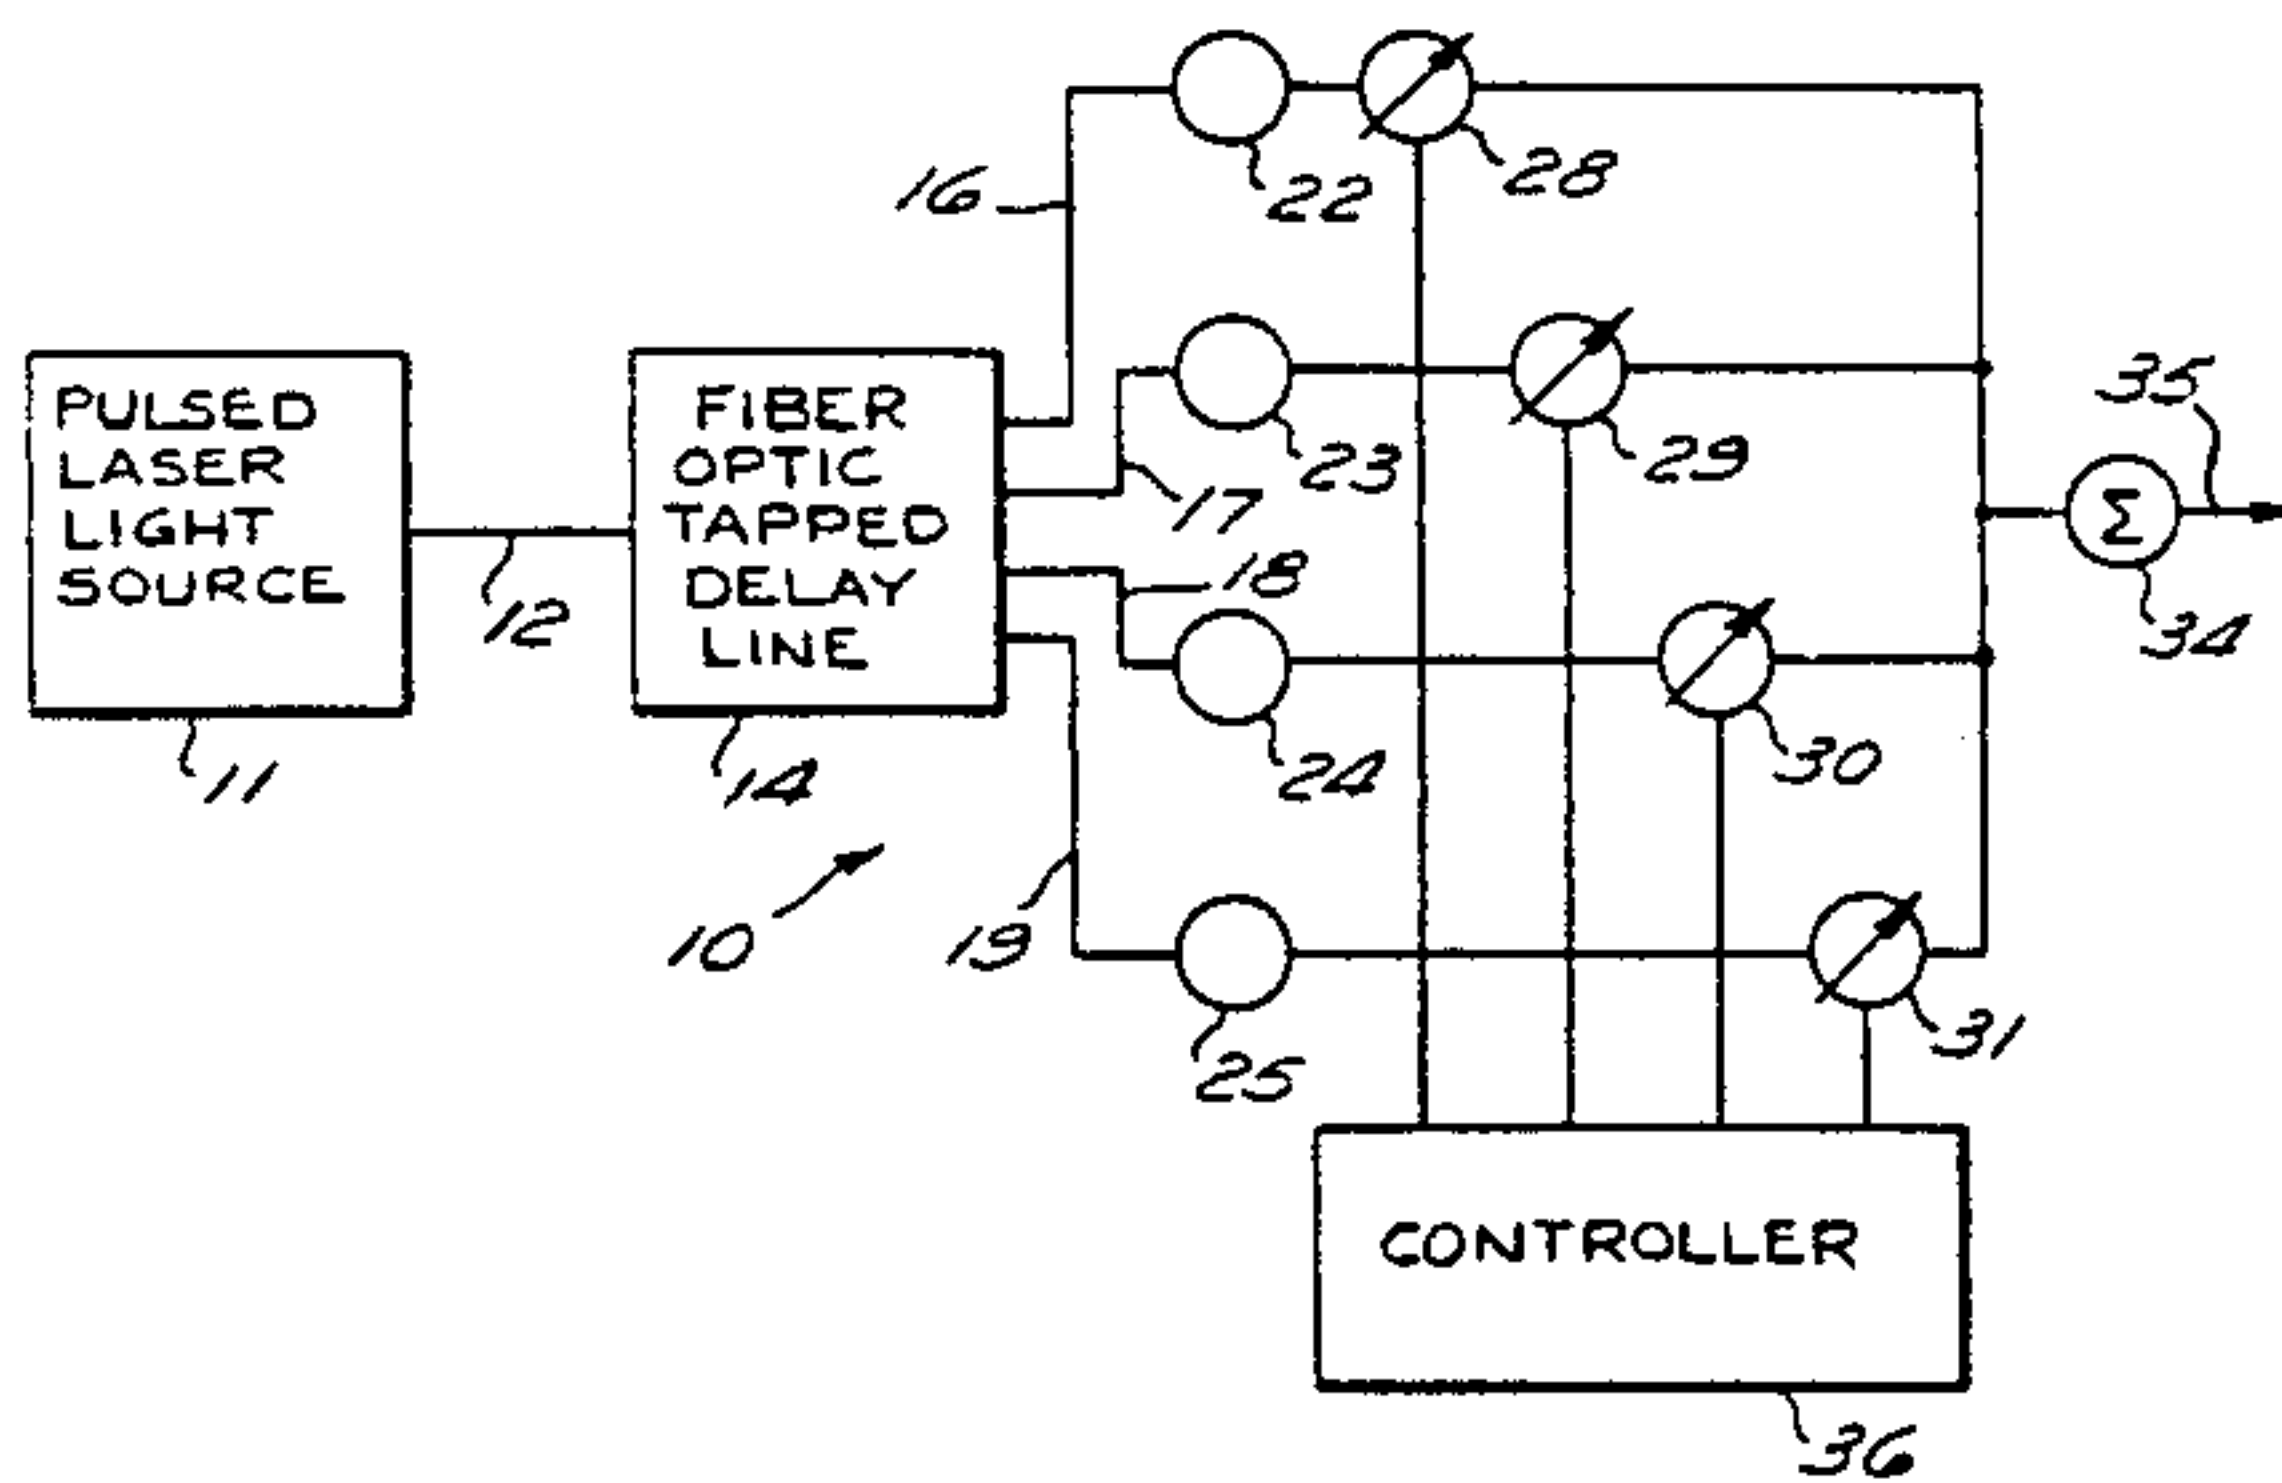 PULSED
LASER
LIGHT
SOURCE
11
12
FIBER
OPTIC
TAPPED
DELAY
LINE
14
10
16
17
18
19
22
23
24
25
28
29
30
31
Σ
34
35
CONTROLLER
36